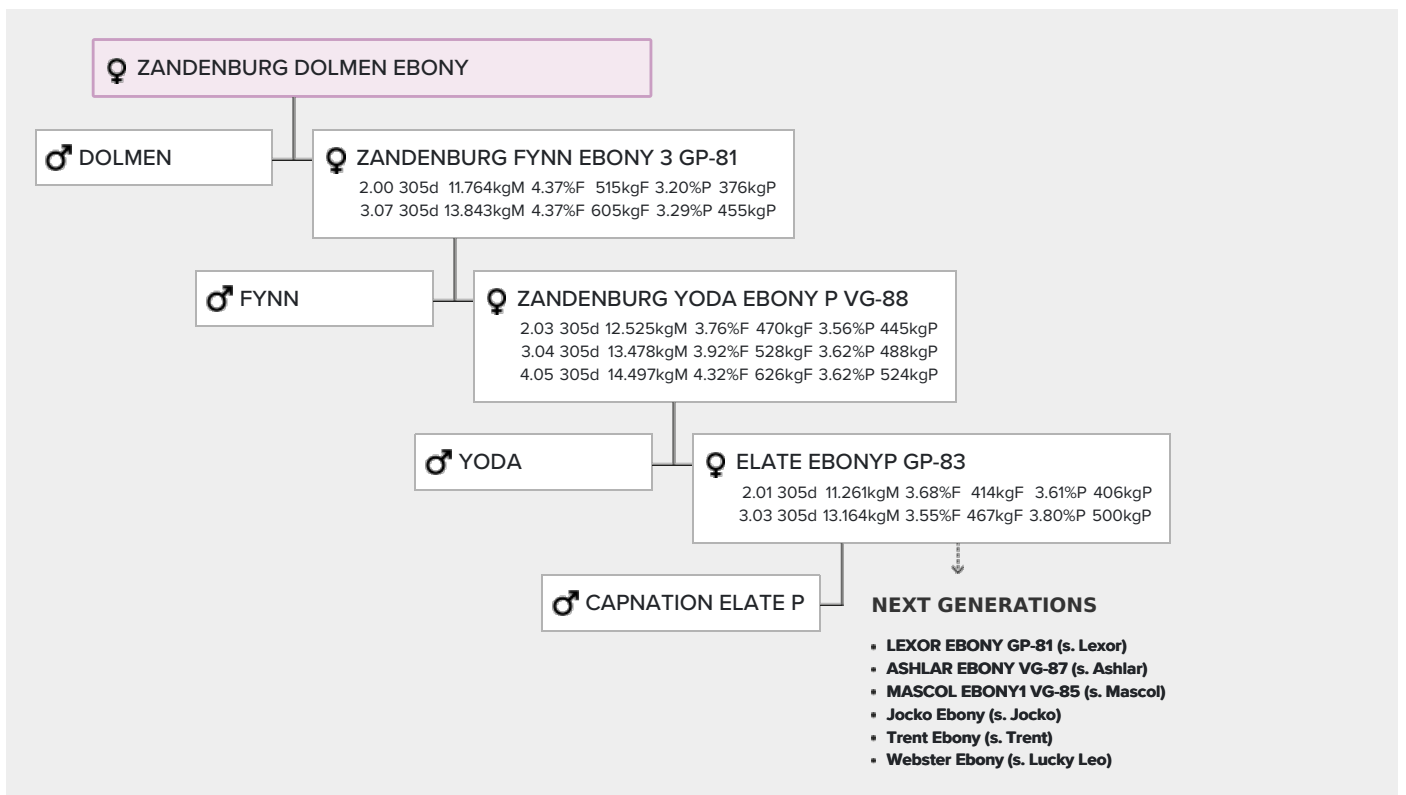 ZANDENBURG DOLMEN EBONY
DOLMEN
ZANDENBURG FYNN EBONY 3 GP-81
2.00 305d 11.764kgM 4.37%F 515kgF 3.20%P 376kgP
3.07 305d 13.843kgM 4.37%F 605kgF 3.29%P 455kgP
FYNN
ZANDENBURG YODA EBONY P VG-88
2.03 305d 12.525kgM 3.76%F 470kgF 3.56%P 445kgP
3.04 305d 13.478kgM 3.92%F 528kgF 3.62%P 488kgP
4.05 305d 14.497kgM 4.32%F 626kgF 3.62%P 524kgP
YODA
ELATE EBONYP GP-83
2.01 305d 11.261kgM 3.68%F 414kgF 3.61%P 406kgP
3.03 305d 13.164kgM 3.55%F 467kgF 3.80%P 500kgP
CAPNATION ELATE P
NEXT GENERATIONS
• LEXOR EBONY GP-81 (s. Lexor)
• ASHLAR EBONY VG-87 (s. Ashlar)
• MASCOL EBONY1 VG-85 (s. Mascol)
• Jocko Ebony (s. Jocko)
• Trent Ebony (s. Trent)
• Webster Ebony (s. Lucky Leo)